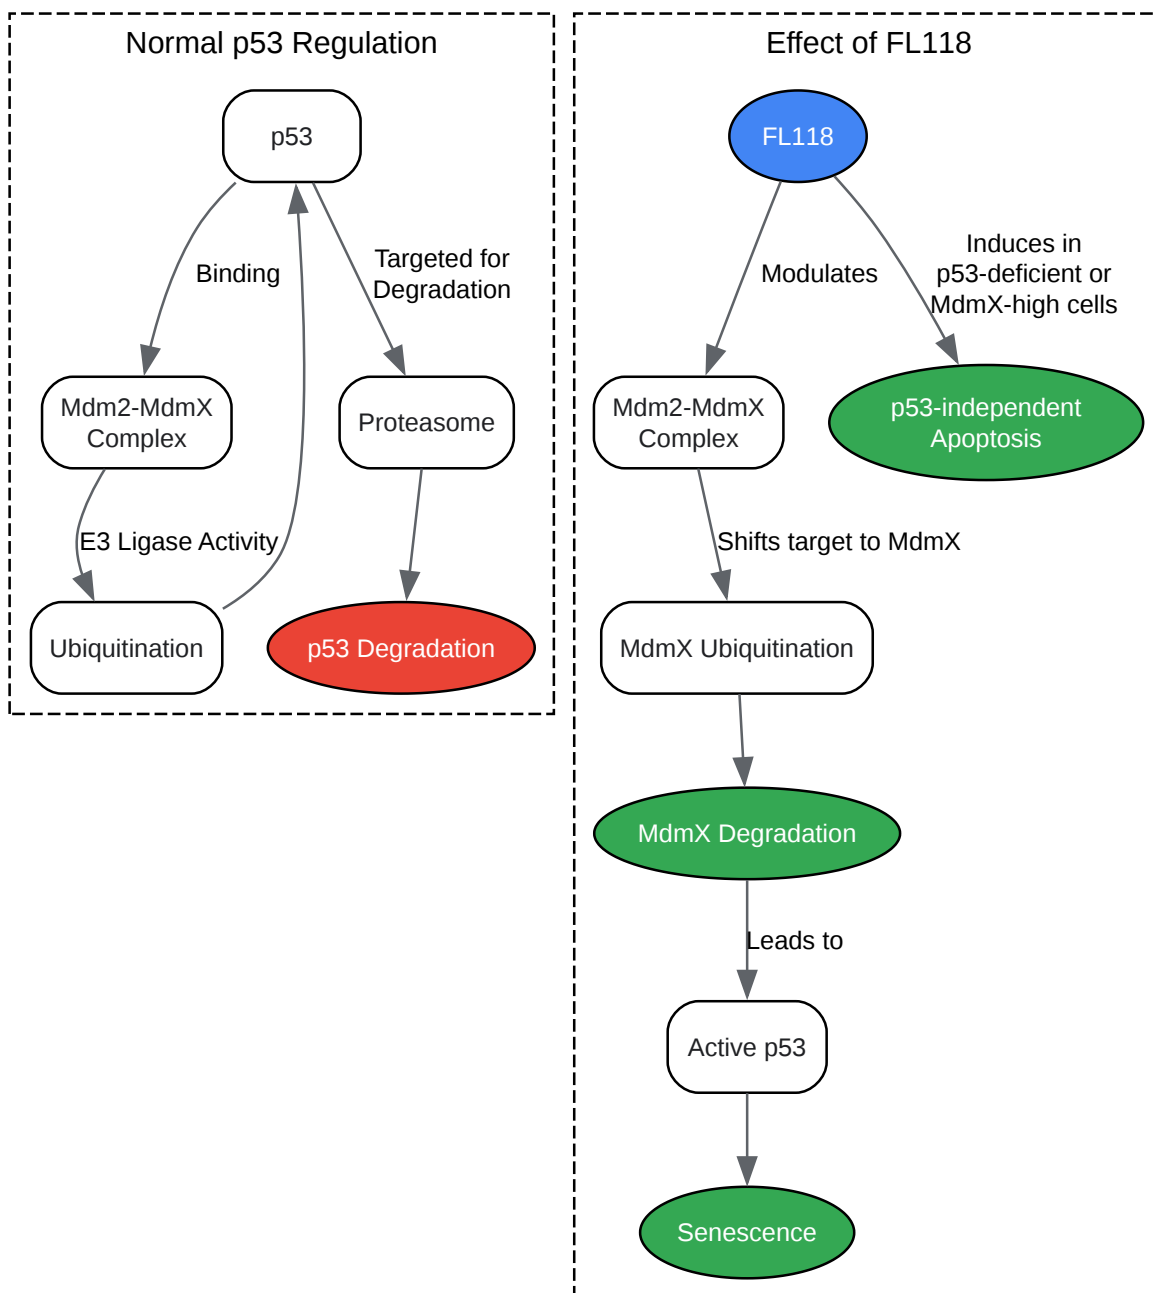 Normal p53 Regulation
p53
Binding
Targeted for
Degradation
Mdm2-MdmX
Complex
Proteasome
E3 Ligase Activity
Ubiquitination
p53 Degradation
Effect of FL118
FL118
Modulates
Induces in
p53-deficient or
MdmX-high cells
Mdm2-MdmX
Complex
p53-independent
Apoptosis
Shifts target to MdmX
MdmX Ubiquitination
MdmX Degradation
Leads to
Active p53
Senescence